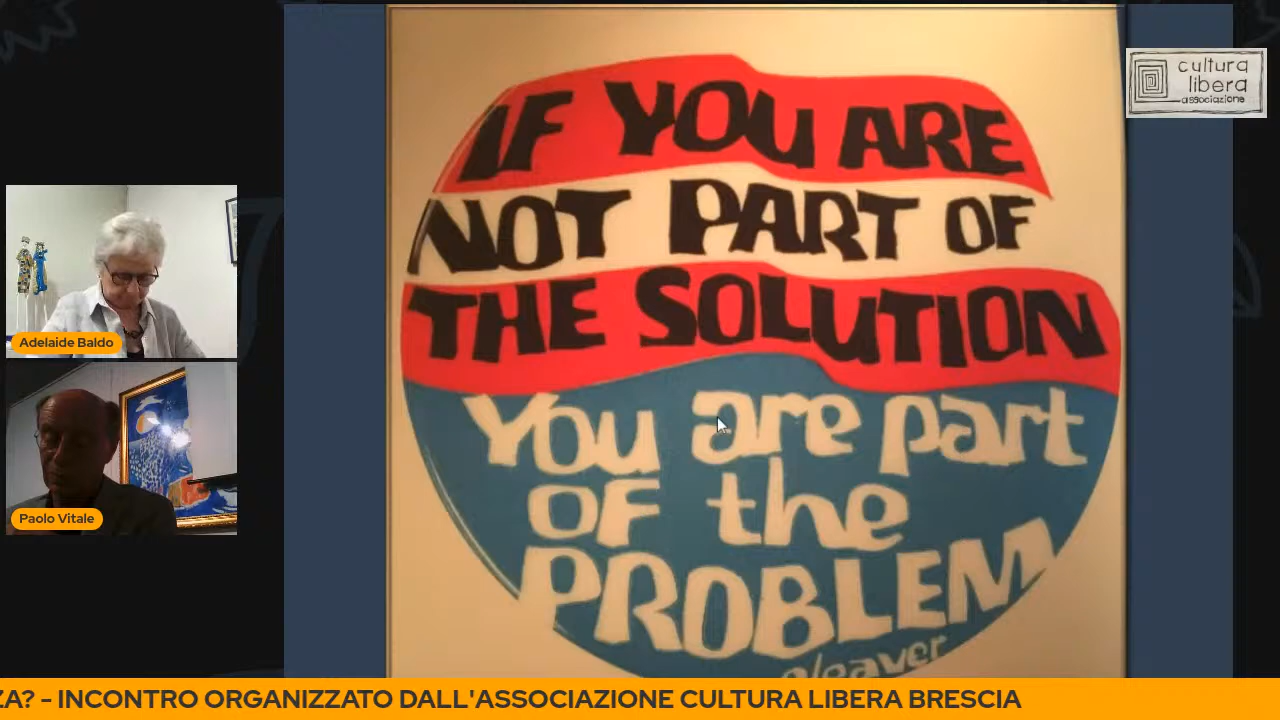 IF YOU ARE
NOT PART OF
THE SOLUTION
You are part
of the
PROBLEM
cleaver
cultura
libera
associazione
Adelaide Baldo
Paolo Vitale
ZA? - INCONTRO ORGANIZZATO DALL'ASSOCIAZIONE CULTURA LIBERA BRESCIA